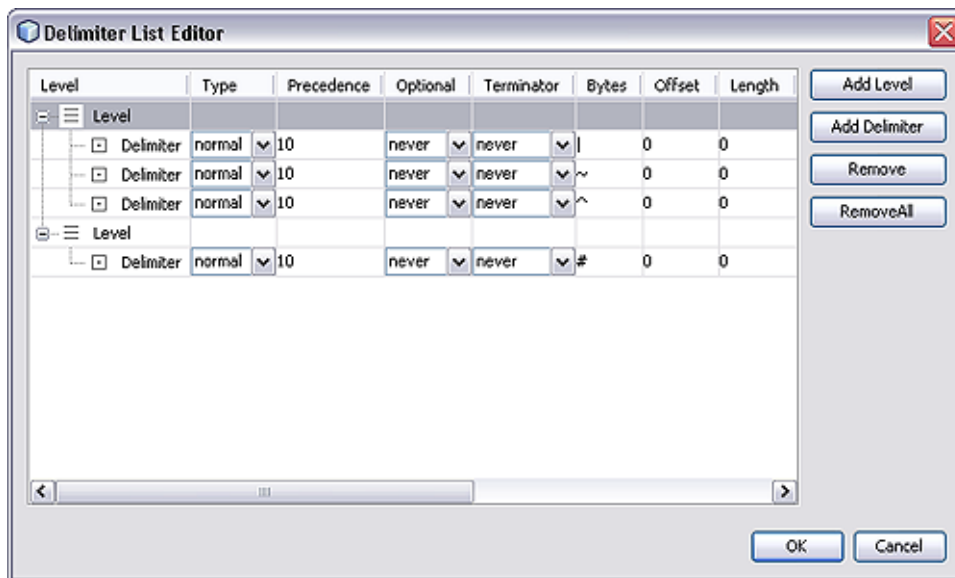 Delimiter List Editor
Level Type Precedence Optional Terminator Bytes Offset Length
Level
Delimiter normal 10 never never | 0 0
Delimiter normal 10 never never ~ 0 0
Delimiter normal 10 never never ^ 0 0
Level
Delimiter normal 10 never never # 0 0
Add Level
Add Delimiter
Remove
RemoveAll
OK Cancel